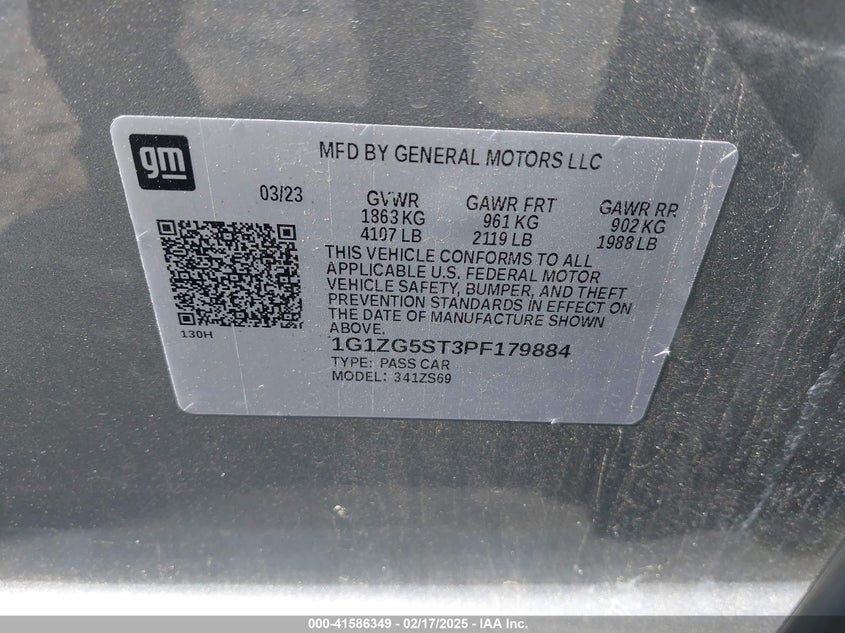 gm
MFD BY GENERAL MOTORS LLC
03/23
GVWR
1863 KG
4107 LB
GAWR FRT
961 KG
2119 LB
GAWR RR
902 KG
1988 LB
THIS VEHICLE CONFORMS TO ALL
APPLICABLE U.S. FEDERAL MOTOR
VEHICLE SAFETY, BUMPER, AND THEFT
PREVENTION STANDARDS IN EFFECT ON
THE DATE OF MANUFACTURE SHOWN
ABOVE.
130H
1G1ZG5ST3PF179884
TYPE: PASS CAR
MODEL: 341ZS69
000-41586349 - 02/17/2025 - IAA Inc.